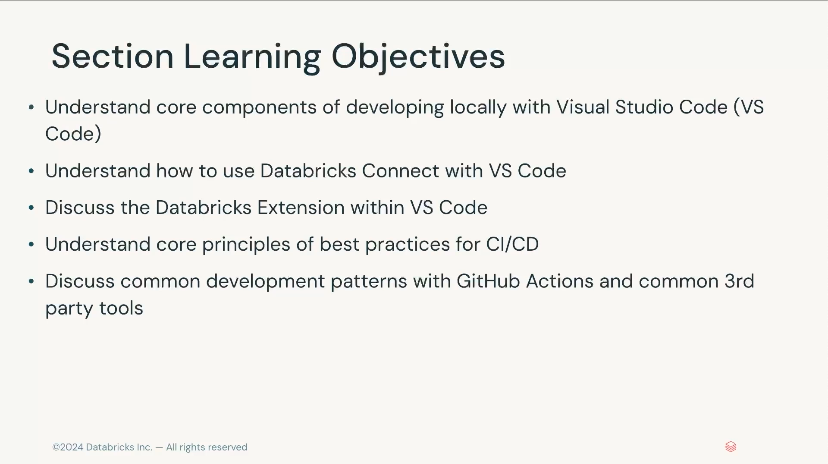 Section Learning Objectives
• Understand core components of developing locally with Visual Studio Code (VS
Code)
• Understand how to use Databricks Connect with VS Code
• Discuss the Databricks Extension within VS Code
• Understand core principles of best practices for CI/CD
• Discuss common development patterns with GitHub Actions and common 3rd
party tools
©2024 Databricks Inc. — All rights reserved